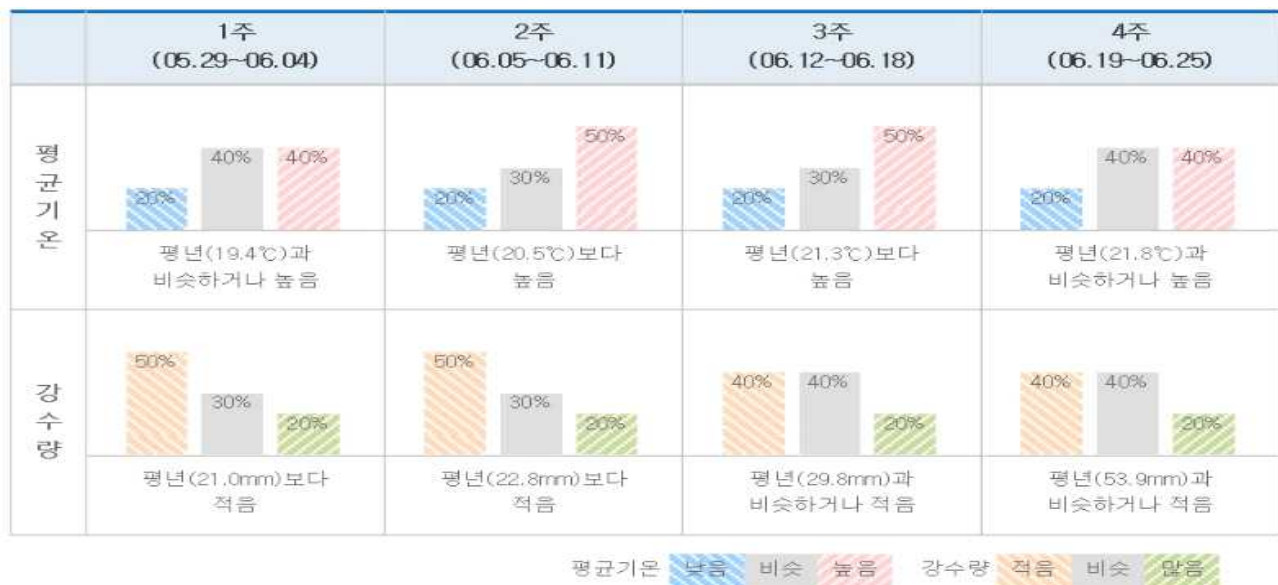 1주 2주 3주 4주
(05.29~06.04) (06.05~06.11) (06.12~06.18) (06.19~06.25)
평균기온
20% 40% 40% 20% 30% 50% 20% 30% 50% 20% 40% 40%
평년(19.4℃)과 평년(20.5℃)보다 평년(21.3℃)보다 평년(21.8℃)과
비슷하거나 높음 높음 높음 비슷하거나 높음
강수량
50% 30% 20% 50% 30% 20% 40% 40% 20% 40% 40% 20%
평년(21.0mm)보다 평년(22.8mm)보다 평년(29.8mm)과 평년(53.9mm)과
적음 적음 비슷하거나 적음 비슷하거나 적음
평균기온 낮음 비슷 높음 강수량 적음 비슷 많음